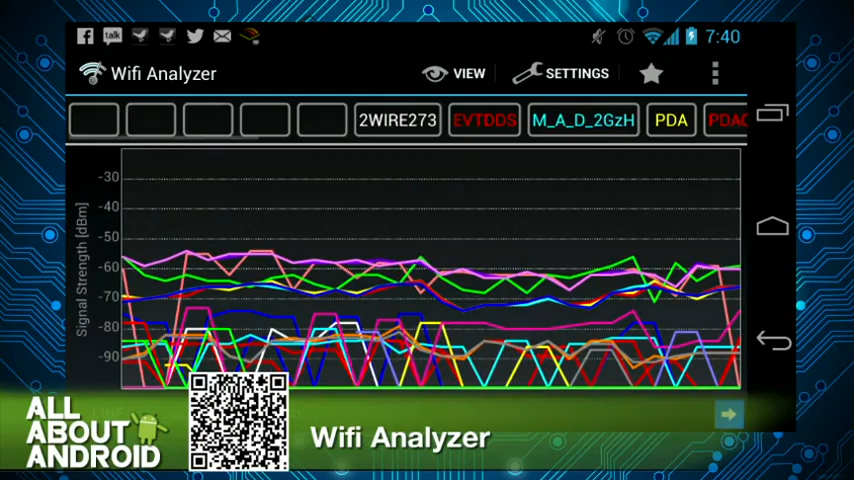 talk
7:40
Wifi Analyzer
VIEW
SETTINGS
2WIRE273
EVTDDS
M_A_D_2GzH
PDA
Signal Strength [dBm]
-30
-40
-50
-60
-70
-80
-90
ALL
ABOUT
ANDROID
Wifi Analyzer